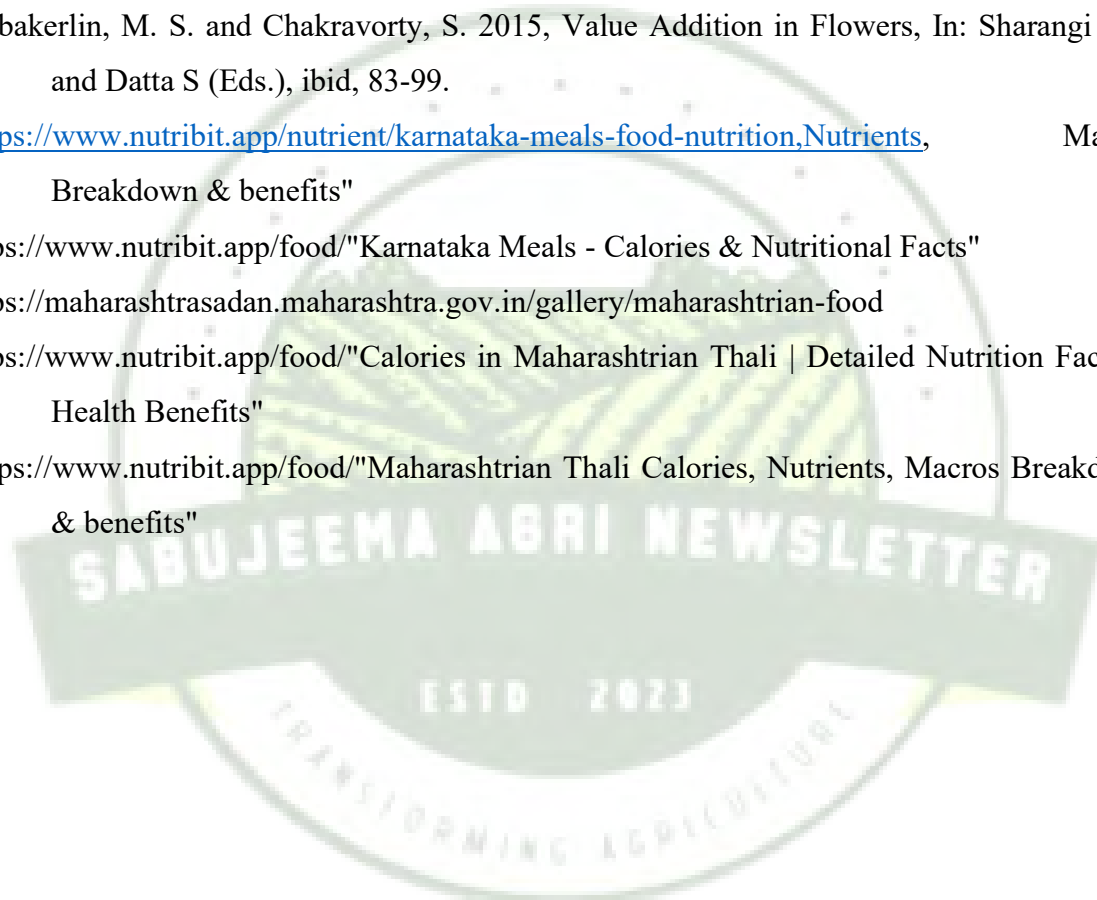 bakerlin, M. S. and Chakravorty, S. 2015, Value Addition in Flowers, In: Sharangi
and Datta S (Eds.), ibid, 83-99.
ps://www.nutribit.app/nutrient/karnataka-meals-food-nutrition,Nutrients, Ma
Breakdown & benefits"
ps://www.nutribit.app/food/"Karnataka Meals - Calories & Nutritional Facts"
ps://maharashtrasadan.maharashtra.gov.in/gallery/maharashtrian-food
ps://www.nutribit.app/food/"Calories in Maharashtrian Thali | Detailed Nutrition Fac
Health Benefits"
ps://www.nutribit.app/food/"Maharashtrian Thali Calories, Nutrients, Macros Breakd
& benefits"
SABUJEEMA AGRI NEWSLETTER
ESTD 2023
TRANSFORMING AGRICULTURE